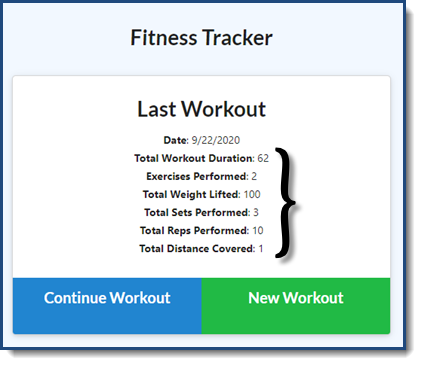 Fitness Tracker
Last Workout
Date: 9/22/2020
Total Workout Duration: 62
Exercises Performed: 2
Total Weight Lifted: 100
Total Sets Performed: 3
Total Reps Performed: 10
Total Distance Covered: 1
Continue Workout
New Workout